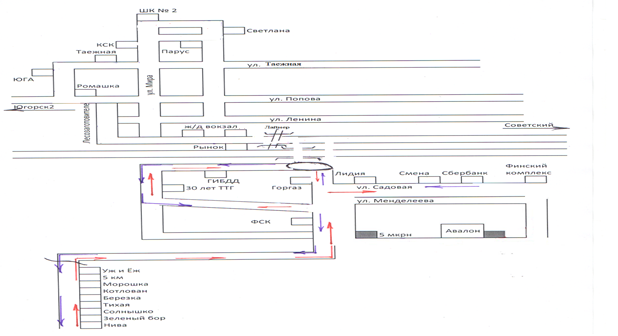 ШК № 2
Светлана
КСК
Парус
Таежная
ул. Таежная
ЮГА
Ромашка
ул. Мира
ул. Попова
Югорск2
Лесозаготовителе
ул. Ленина
ж/д вокзал
Лайнер
Советский
Рынок
ГИБДД
30 лет ТТГ
Горгаз
Лидия
Смена
Сбербанк
Финский
комплекс
ул. Садовая
ул. Менделеева
ФСК
5 мкрн
Авалон
Уж и Еж
5 км
Морошка
Котлован
Березка
Тихая
Солнышко
Зеленый бор
Нива